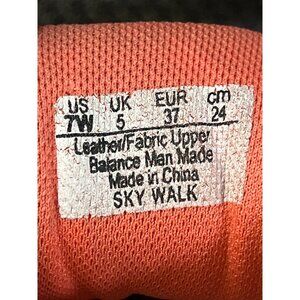 US UK EUR cm
7W 5 37 24
Leather/Fabric Upper
Balance Man Made
Made in China
SKY WALK